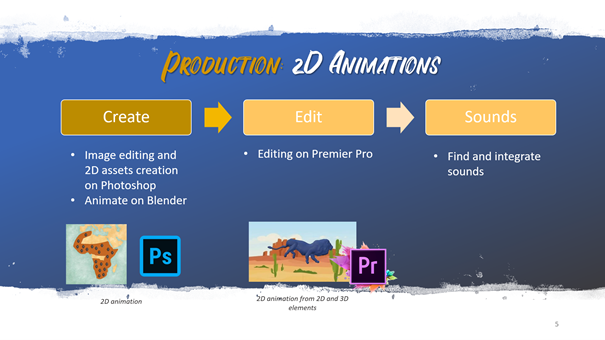 PRODUCTION: 2D ANIMATIONS
Create
Edit
Sounds
• Image editing and
2D assets creation
on Photoshop
• Animate on Blender
• Editing on Premier Pro
• Find and integrate
sounds
Ps
Pr
2D animation
2D animation from 2D and 3D
elements
5